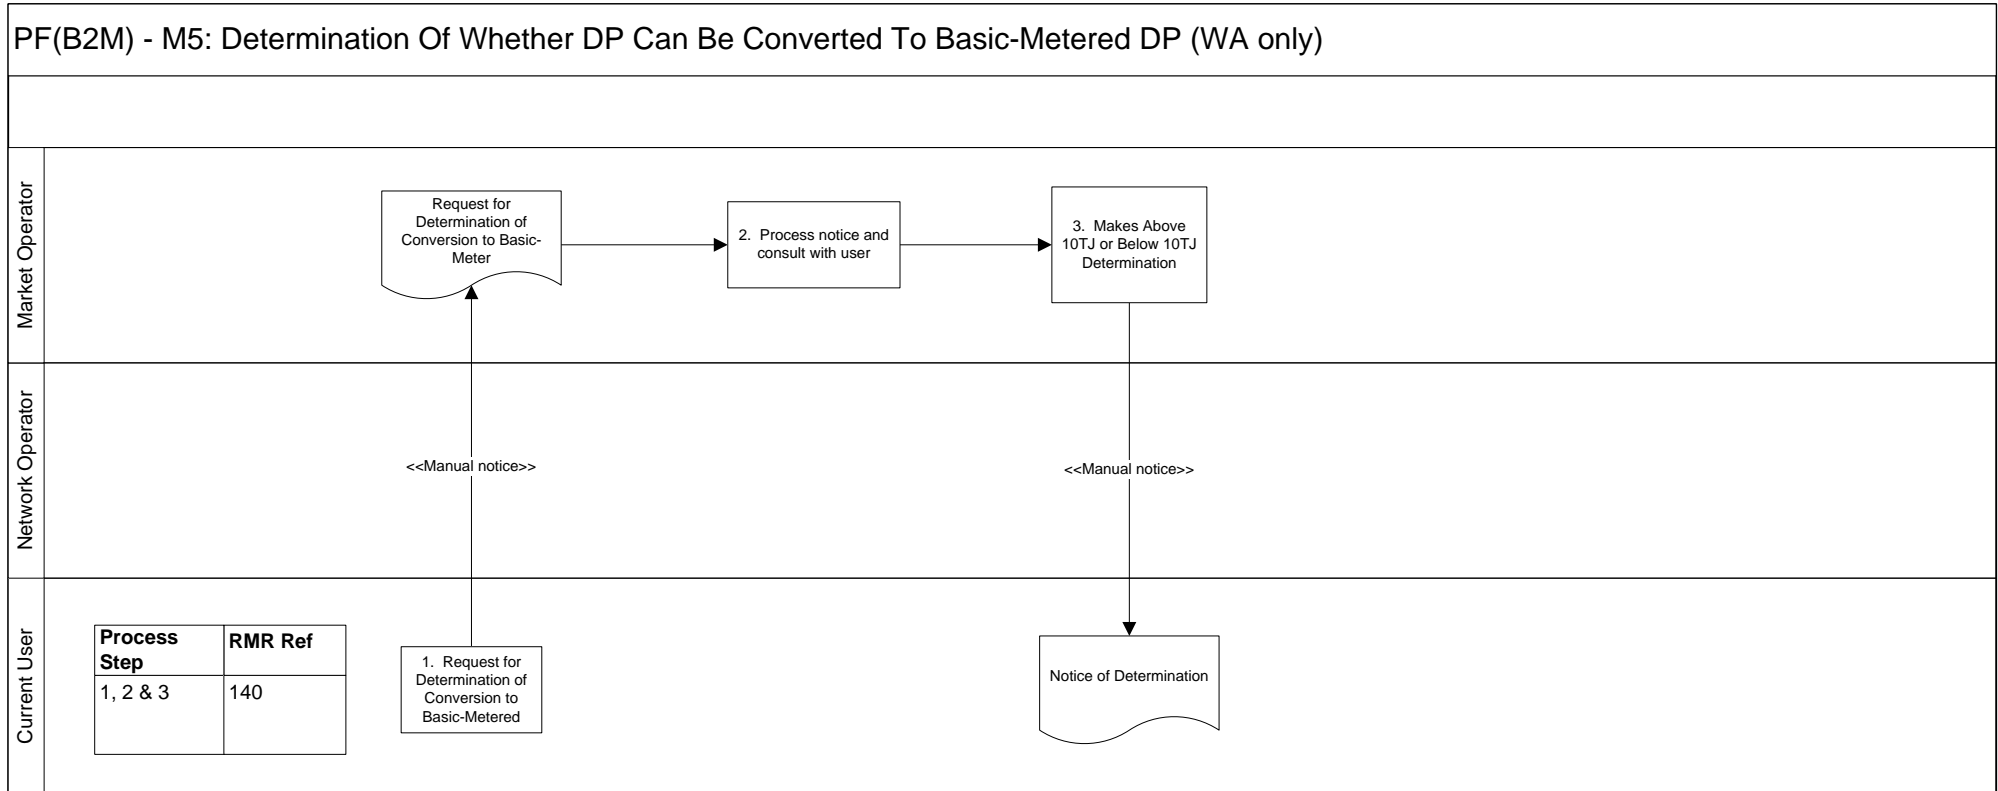 PF(B2M) - M5: Determination Of Whether DP Can Be Converted To Basic-Metered DP (WA only)
Market Operator
Request for
Determination of
Conversion to Basic-
Meter
2. Process notice and
consult with user
3. Makes Above
10TJ or Below 10TJ
Determination
Network Operator
<<Manual notice>>
<<Manual notice>>
Current User
Process
Step
RMR Ref
1, 2 & 3
140
1. Request for
Determination of
Conversion to
Basic-Metered
Notice of Determination